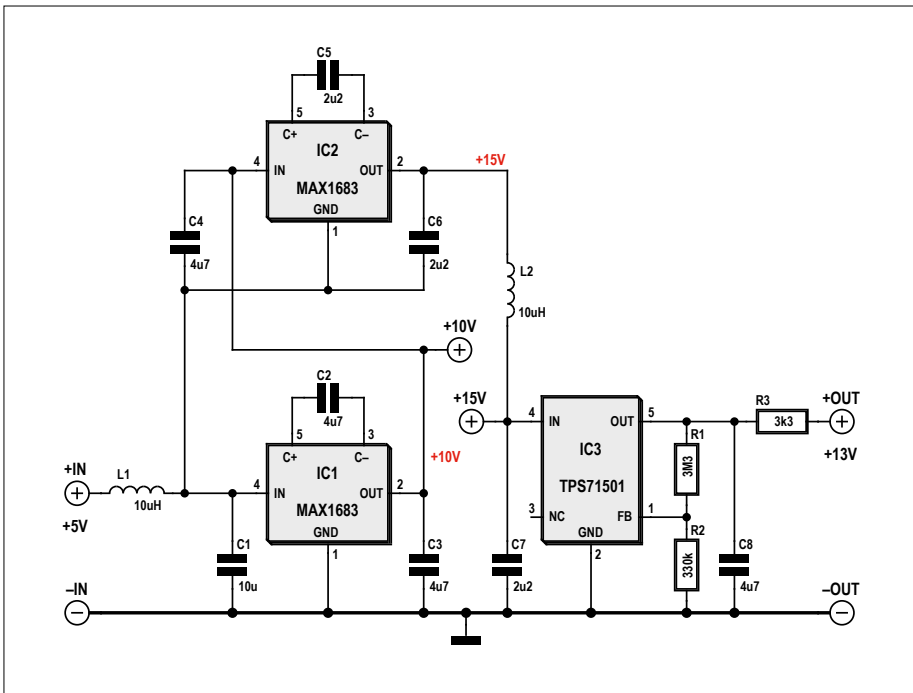 C5
2u2
5
3
C+
C–
4
IN
IC2
OUT
2
+15V
MAX1683
GND
1
C4
4u7
C6
2u2
L2
10uH
+10V
C2
4u7
5
3
C+
C–
+10V
4
IN
IC1
OUT
2
MAX1683
GND
1
+IN
+5V
L1
10uH
C1
10u
C3
4u7
+15V
4
IN
OUT
5
IC3
TPS71501
3
NC
FB
1
GND
2
C7
2u2
R1
3M3
R2
330k
C8
4u7
R3
3k3
+OUT
+13V
–IN
–OUT